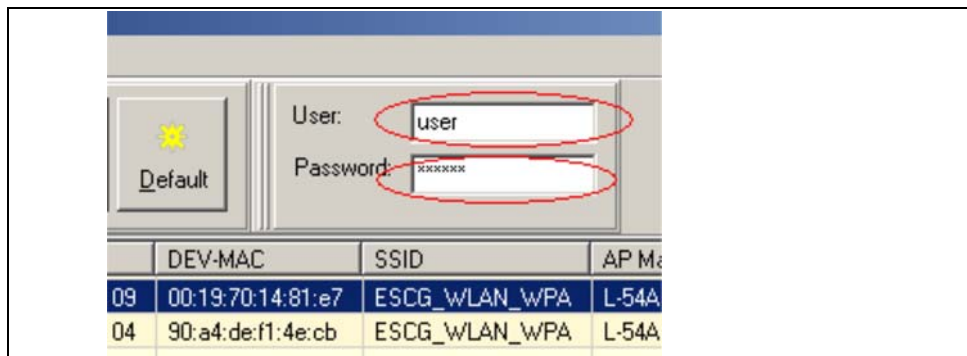 User: user
Default
Password: xxxxxx
DEV-MAC SSID AP Ma
09 00:19:70:14:81:e7 ESCG_WLAN_WPA L-54A
04 90:a4:de:f1:4e:cb ESCG_WLAN_WPA L-54A